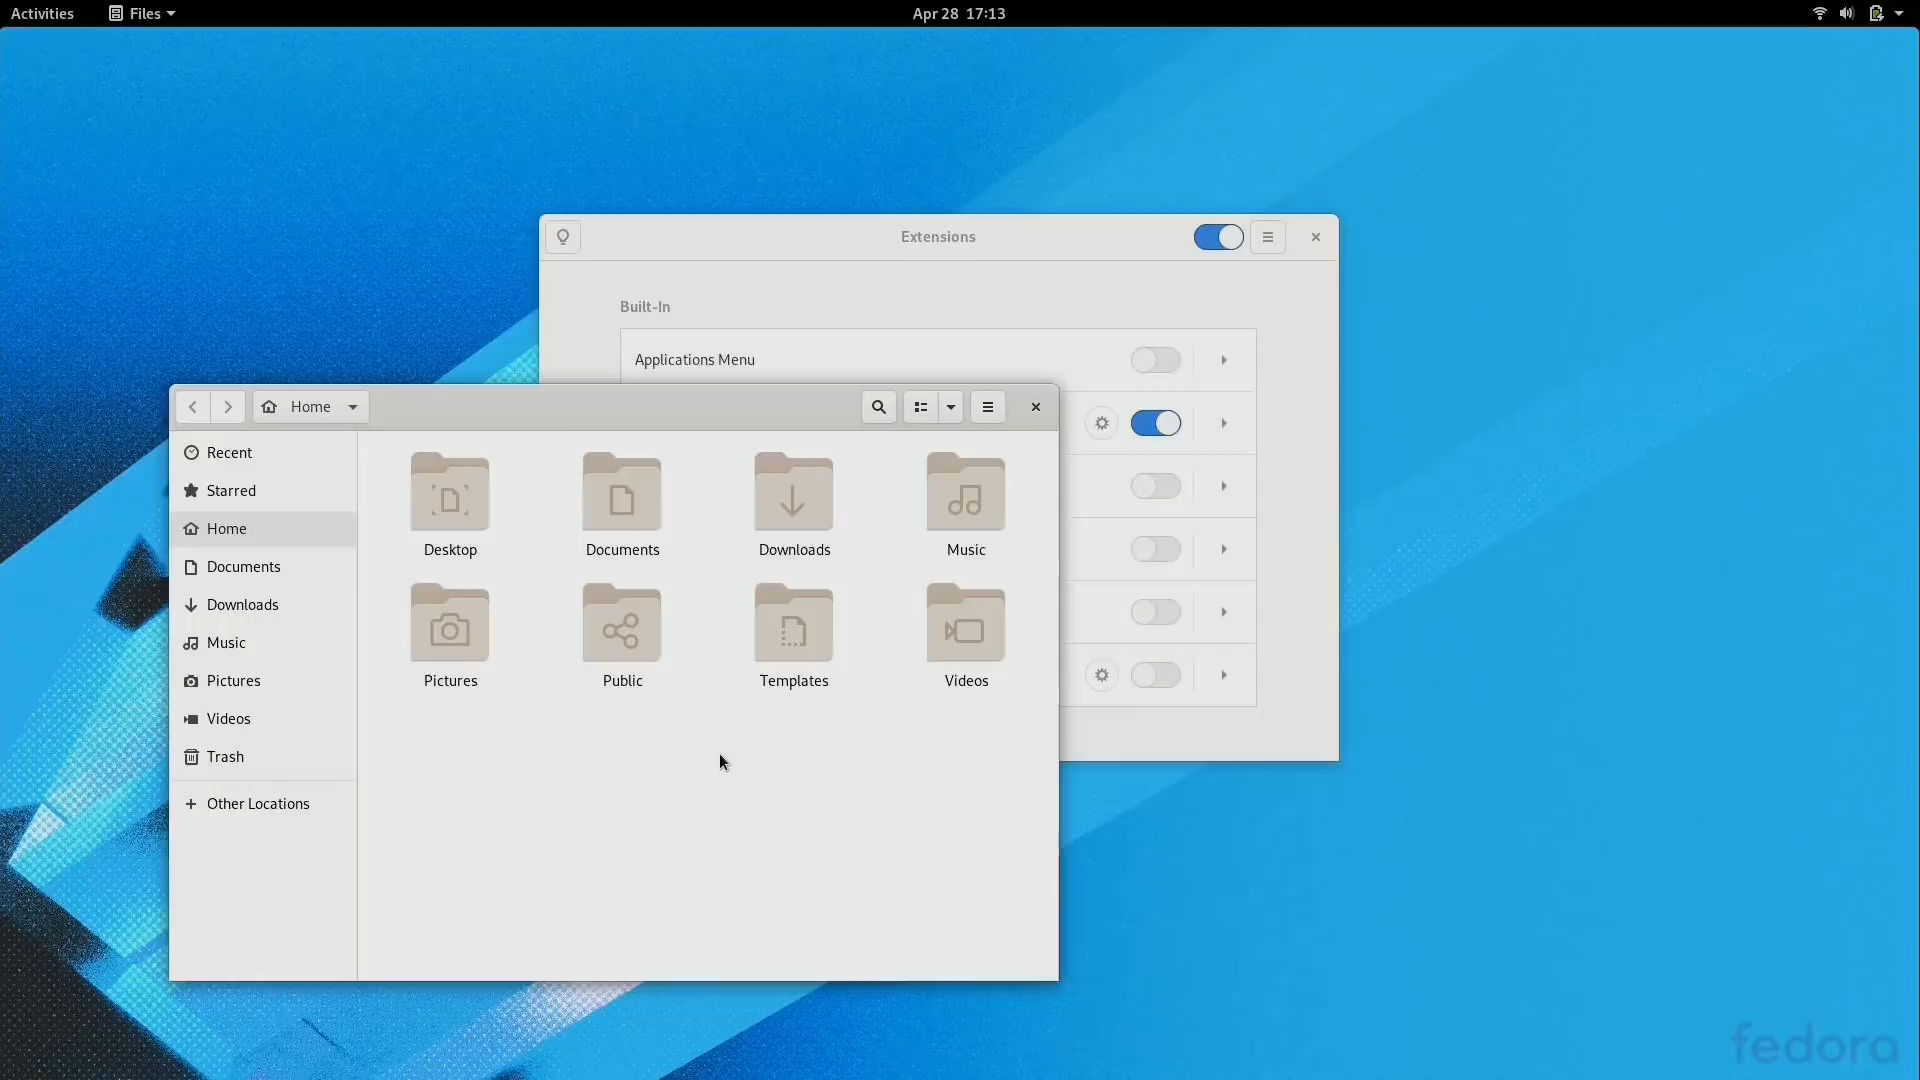 Activities
Files
Apr 28 17:13
Extensions
Built-In
Applications Menu
Home
Recent
Starred
Home
Documents
Downloads
Music
Pictures
Videos
Trash
Other Locations
Desktop
Documents
Downloads
Music
Pictures
Public
Templates
Videos
fedora